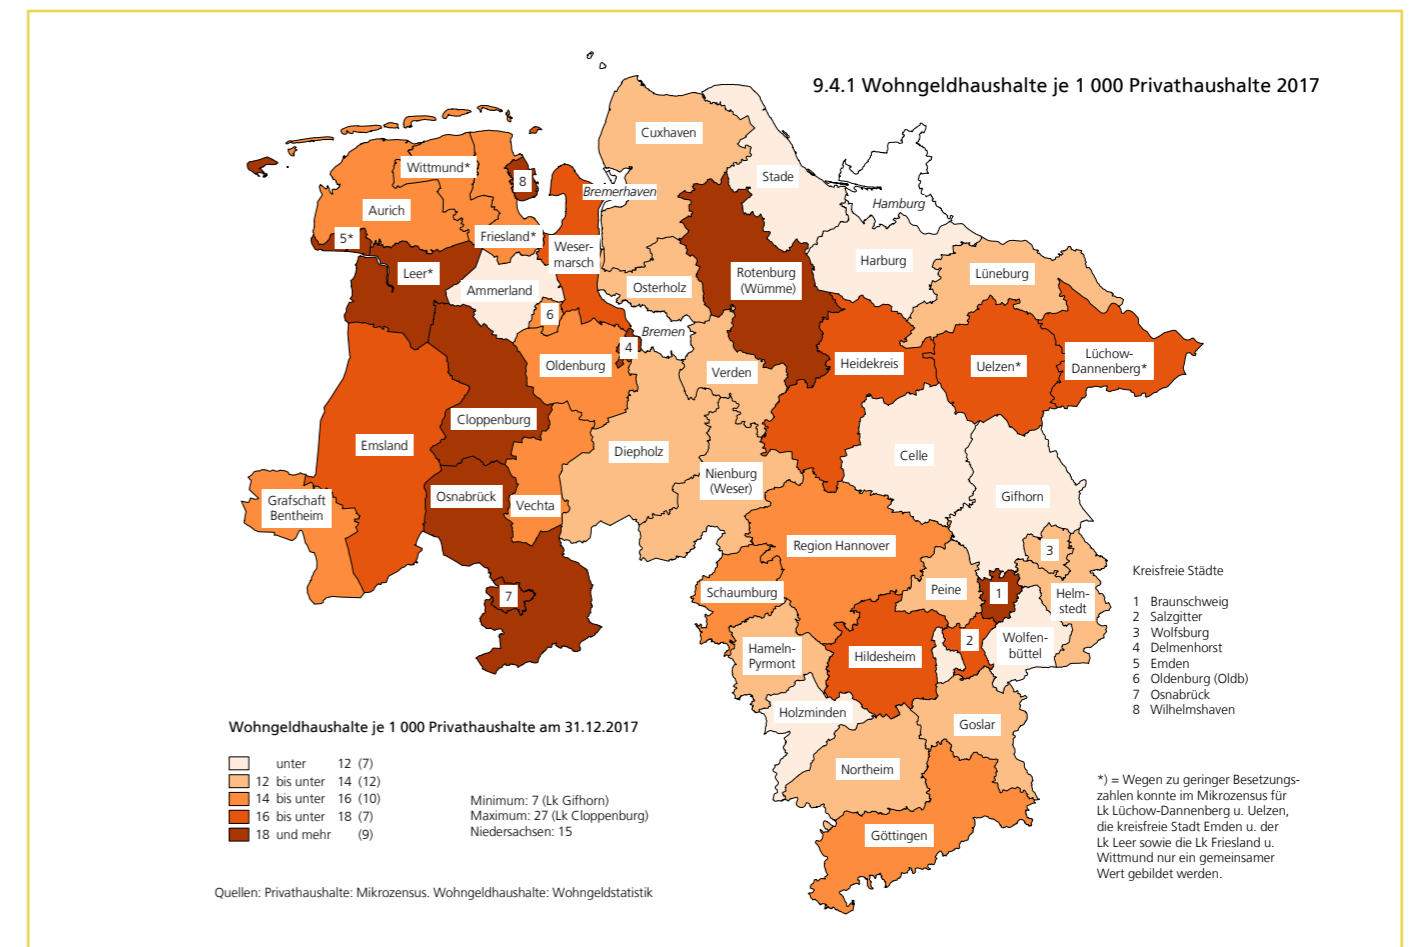 9.4.1 Wohngeldhaushalte je 1 000 Privathaushalte 2017
Cuxhaven
Wittmund*
Stade
8
Bremerhaven
Hamburg
Aurich
5*
Friesland*
Weser-
marsch
Harburg
Lüneburg
Leer*
Rotenburg
(Wümme)
Ammerland
Osterholz
6
Bremen
4
Oldenburg
Verden
Heidekreis
Uelzen*
Lüchow-
Dannenberg*
Cloppenburg
Emsland
Diepholz
Celle
Nienburg
(Weser)
Osnabrück
Gifhorn
Grafschaft
Bentheim
Vechta
Region Hannover
3
7
Schaumburg
Peine
1
Helm-
stedt
Hameln-
Pyrmont
Hildesheim
2
Wolfen-
büttel
Holzminden
Goslar
Northeim
Göttingen
Kreisfreie Städte
1 Braunschweig
2 Salzgitter
3 Wolfsburg
4 Delmenhorst
5 Emden
6 Oldenburg (Oldb)
7 Osnabrück
8 Wilhelmshaven
Wohngeldhaushalte je 1 000 Privathaushalte am 31.12.2017
unter 12 (7)
12 bis unter 14 (12)
14 bis unter 16 (10)
16 bis unter 18 (7)
18 und mehr (9)
Minimum: 7 (Lk Gifhorn)
Maximum: 27 (Lk Cloppenburg)
Niedersachsen: 15
*) = Wegen zu geringer Besetzungs-
zahlen konnte im Mikrozensus für
Lk Lüchow-Dannenberg u. Uelzen,
die kreisfreie Stadt Emden u. der
Lk Leer sowie die Lk Friesland u.
Wittmund nur ein gemeinsamer
Wert gebildet werden.
Quellen: Privathaushalte: Mikrozensus. Wohngeldhaushalte: Wohngeldstatistik